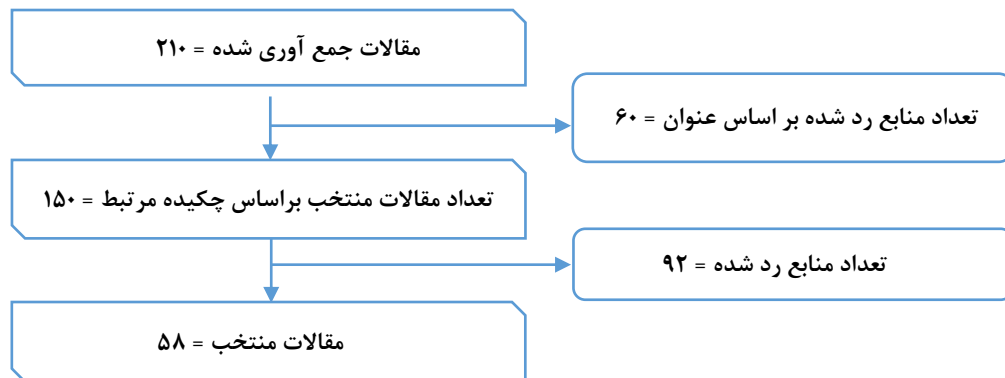 مقالات جمع آوری شده = ۲۱۰
تعداد منابع رد شده بر اساس عنوان = ۶۰
تعداد مقالات منتخب براساس چکیده مرتبط = ۱۵۰
تعداد منابع رد شده = ۹۲
مقالات منتخب = ۵۸